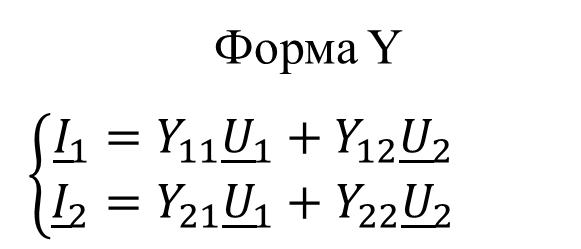 Форма Y
I₁ = Y₁₁U₁ + Y₁₂U₂
I₂ = Y₂₁U₁ + Y₂₂U₂